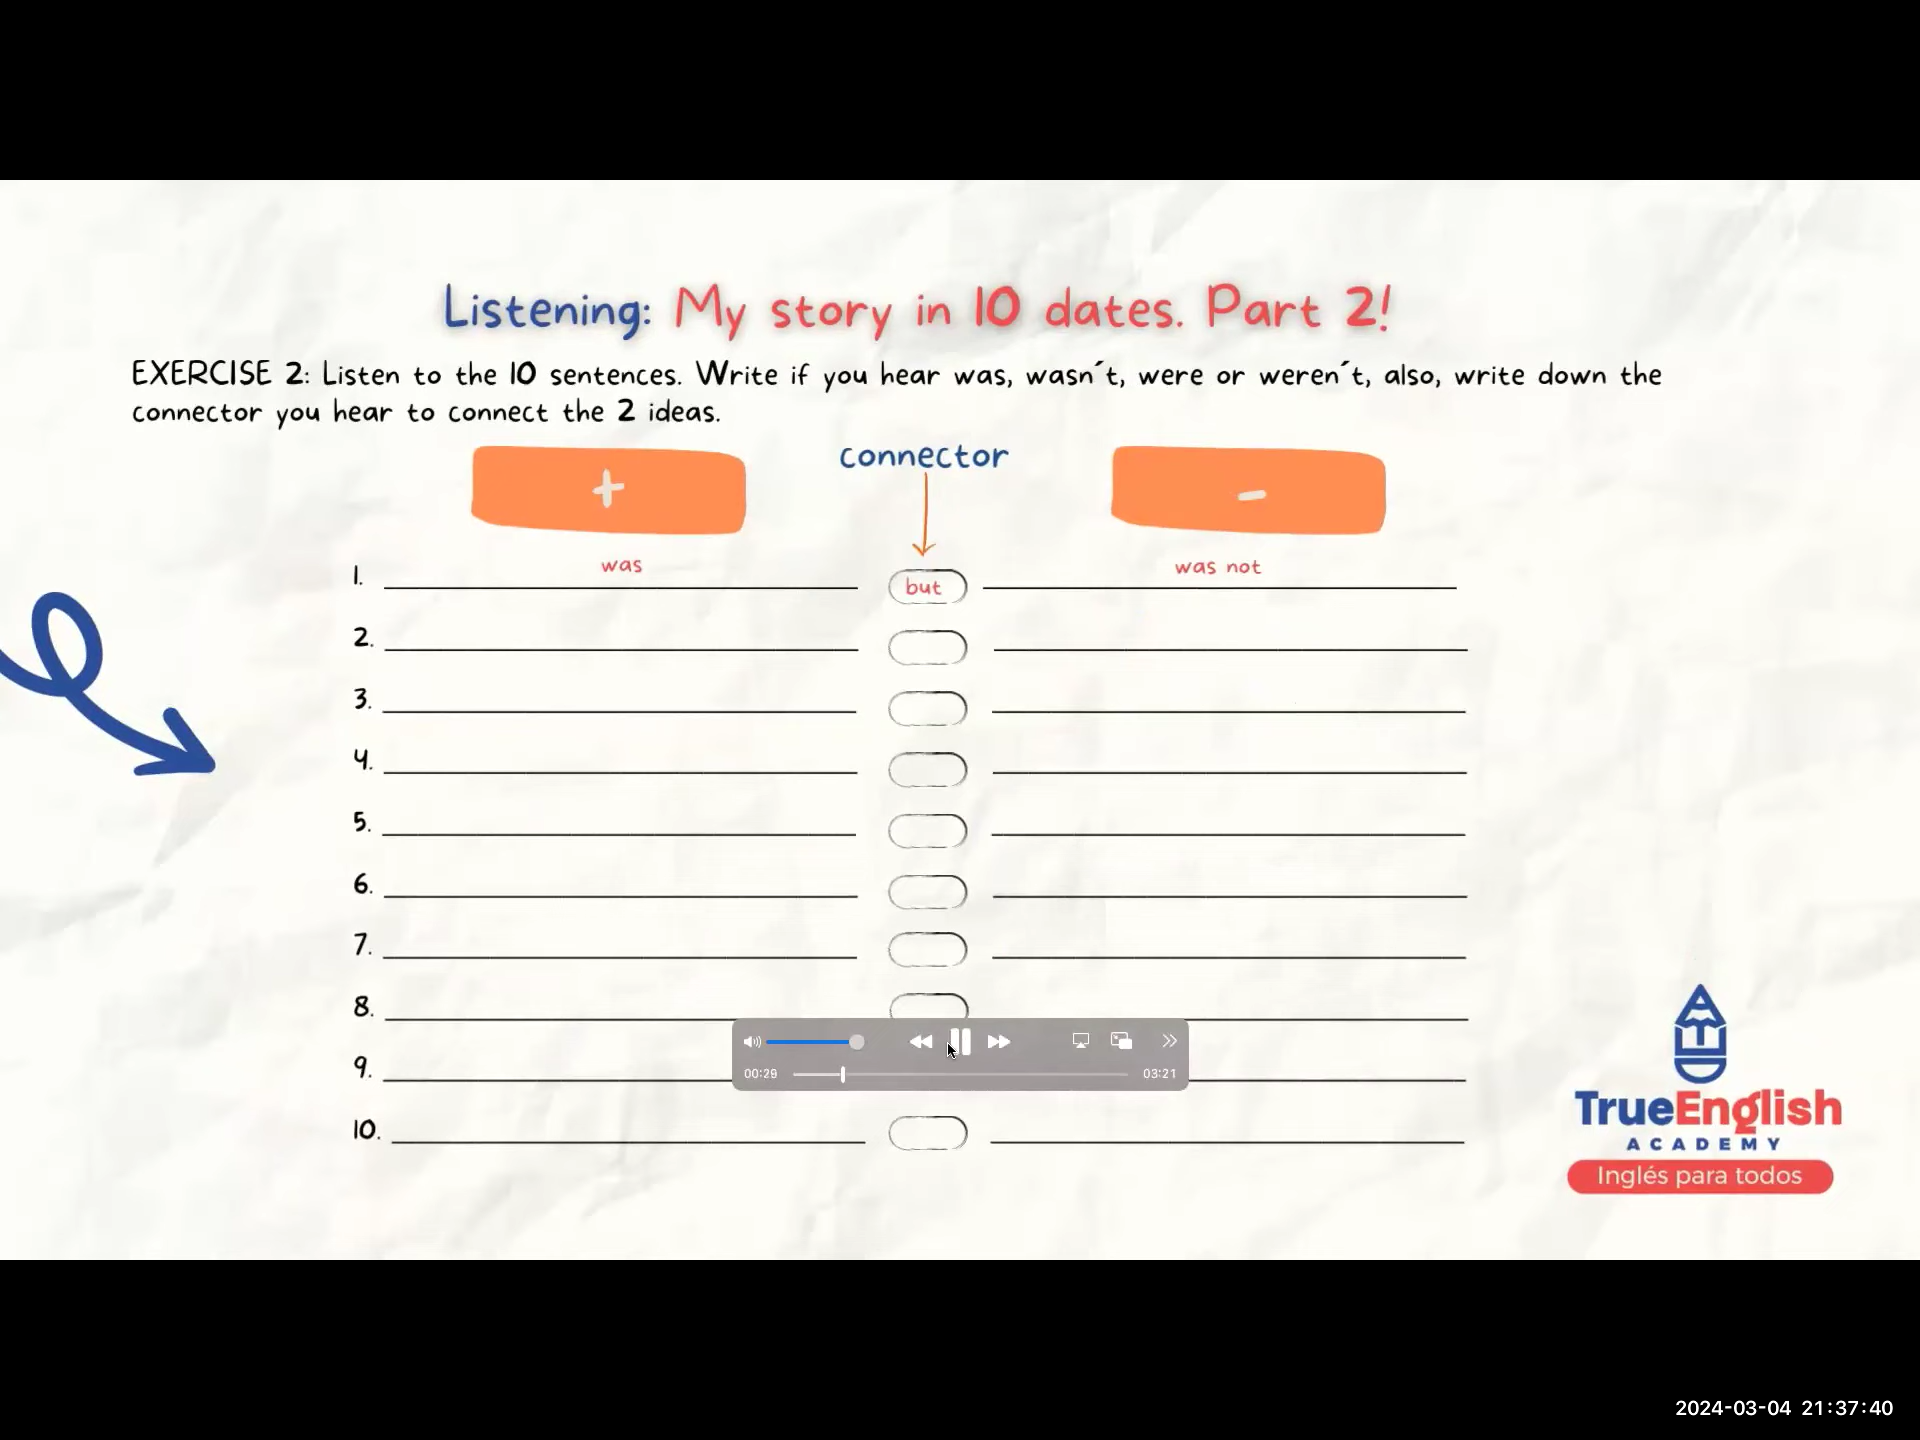 Listening: My story in 10 dates. Part 2!
EXERCISE 2: Listen to the 10 sentences. Write if you hear was, wasn´t, were or weren´t, also, write down the
connector you hear to connect the 2 ideas.
+ connector -
1. was but was not
2.
3.
4.
5.
6.
7.
8.
9.
10.
00:29 03:21
TrueEnglish
ACADEMY
Inglés para todos
2024-03-04 21:37:40